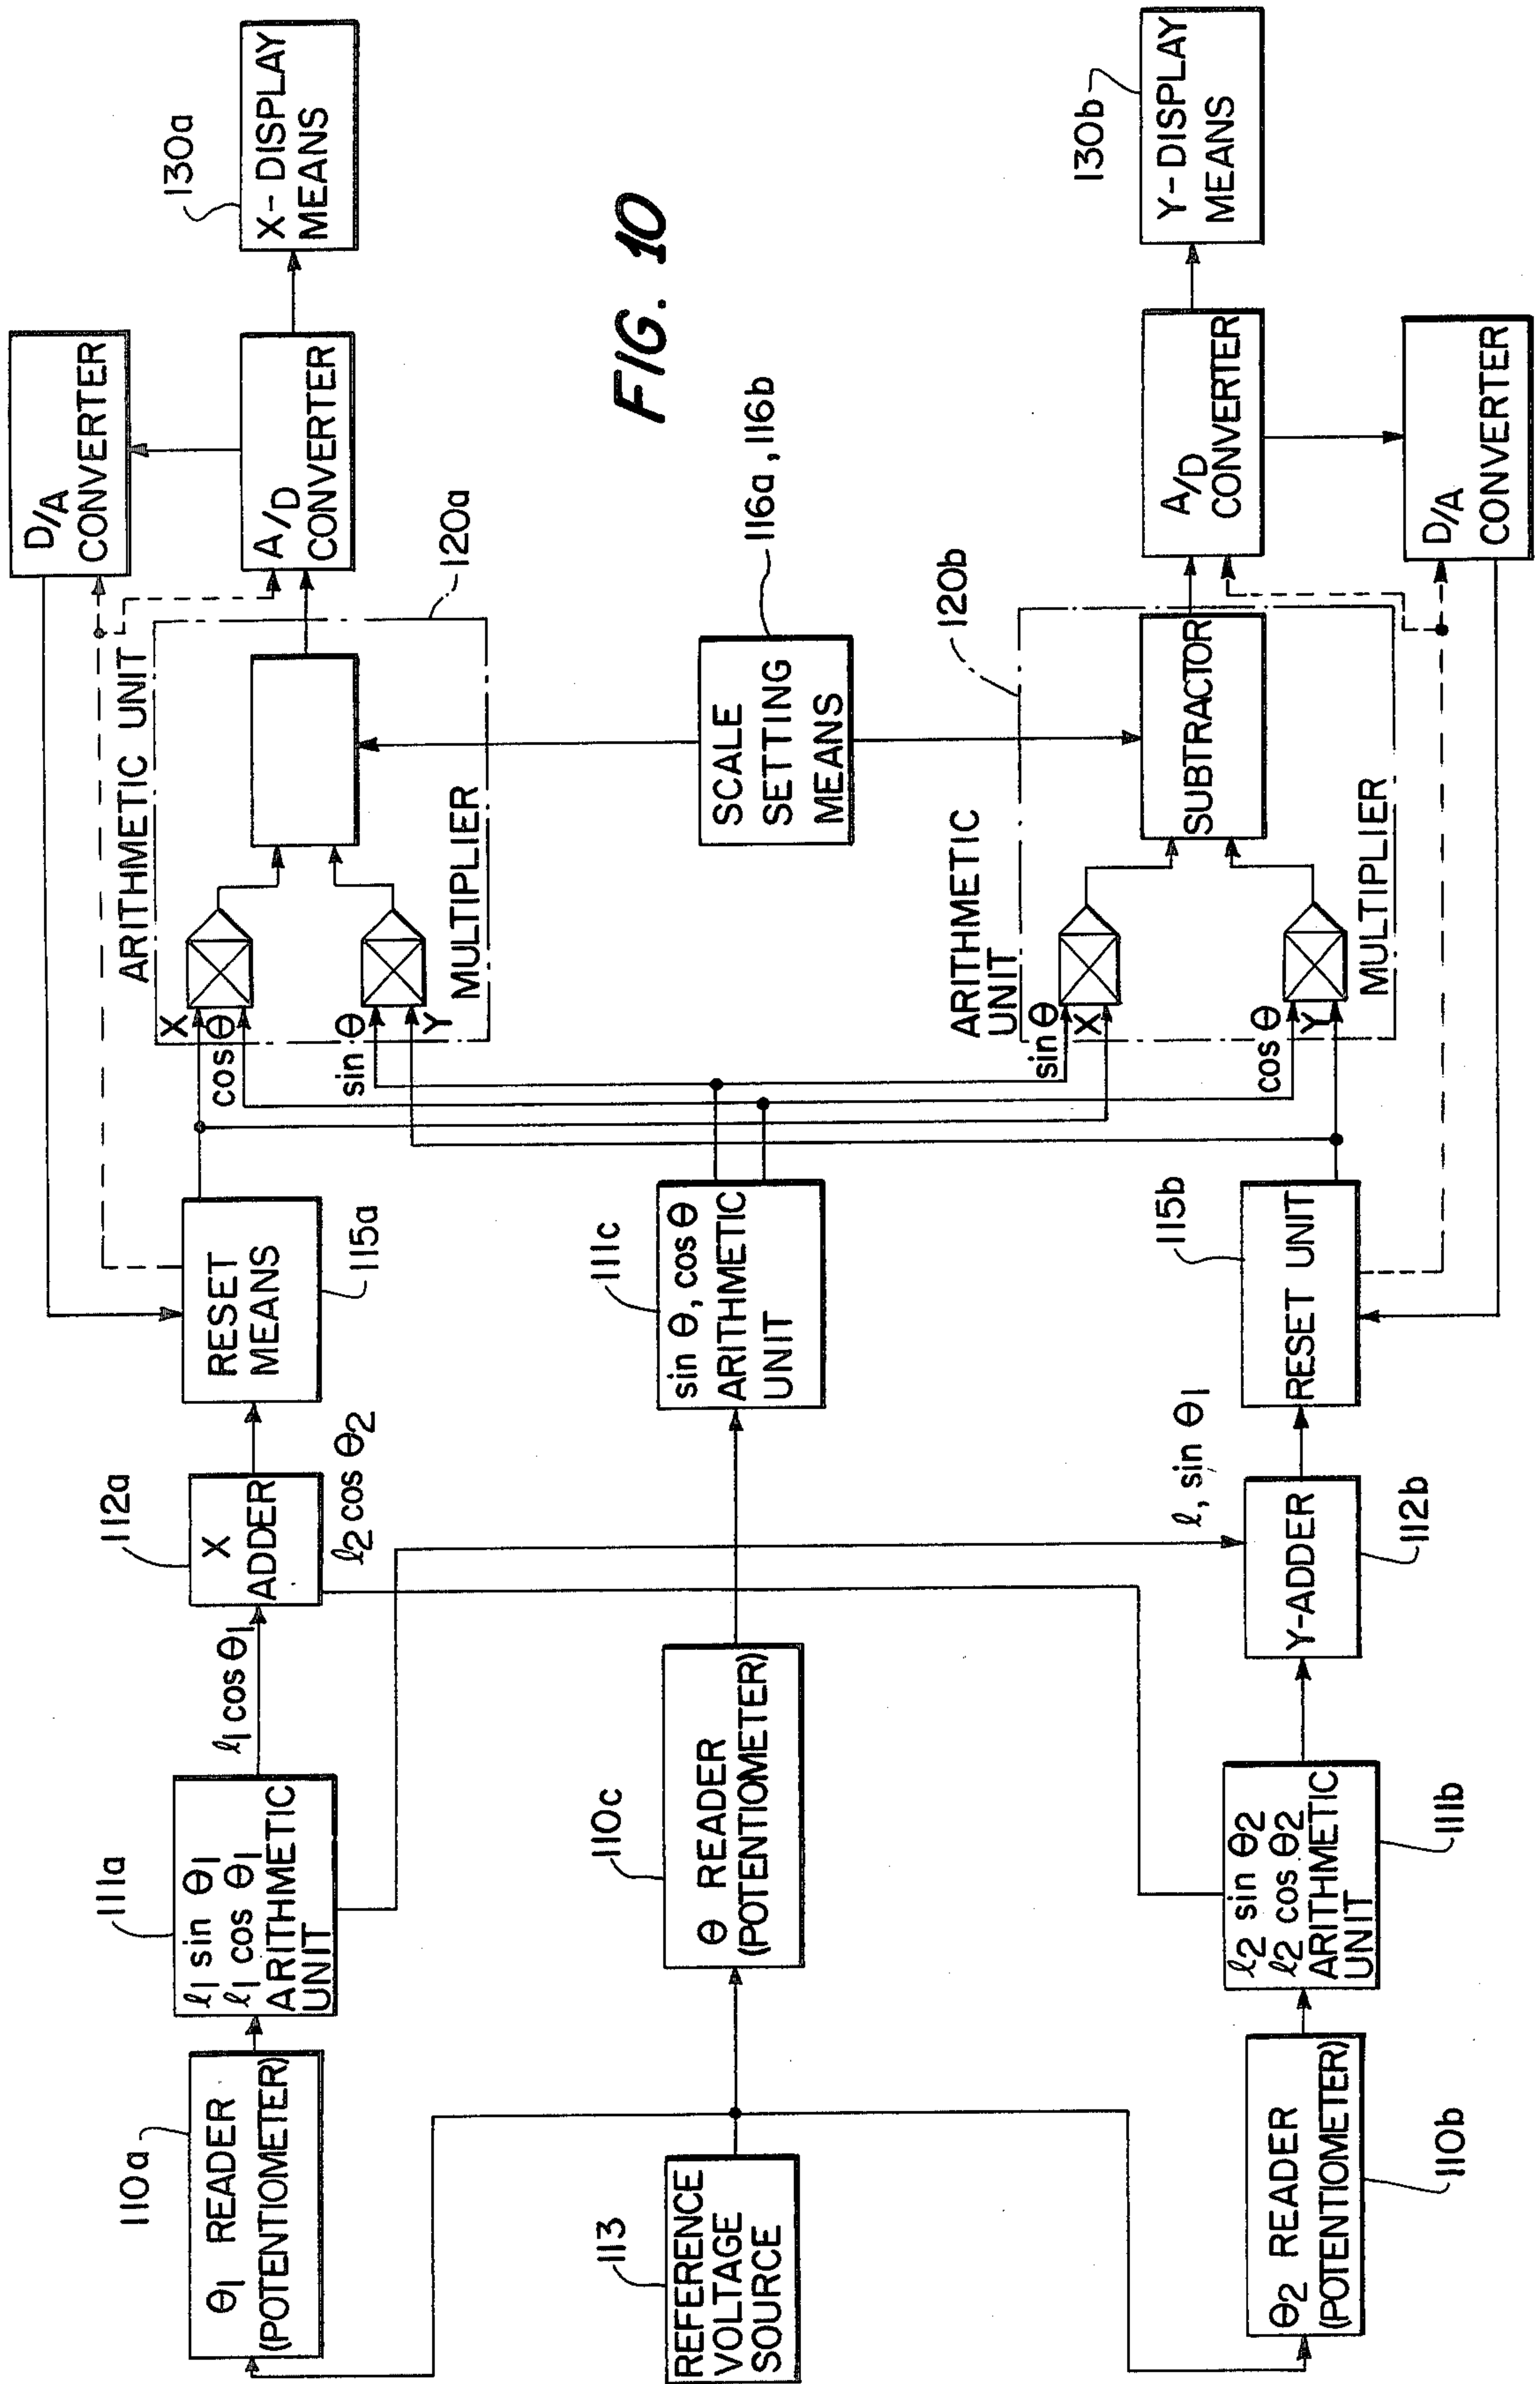 FIG. 10
110a
θ1 READER
(POTENTIOMETER)
111a
ℓ1 sin θ1
ℓ1 cos θ1
ARITHMETIC
UNIT
ℓ1 cos θ1
112a
X
ADDER
ℓ2 cos θ2
RESET
MEANS
115a
ARITHMETIC UNIT
X
cos θ
sin θ
Y
MULTIPLIER
120a
D/A
CONVERTER
A/D
CONVERTER
130a
X-DISPLAY
MEANS
113
REFERENCE
VOLTAGE
SOURCE
110c
θ READER
(POTENTIOMETER)
111c
sin θ, cos θ
ARITHMETIC
UNIT
SCALE
SETTING
MEANS
116a, 116b
θ2 READER
(POTENTIOMETER)
110b
ℓ2 sin θ2
ℓ2 cos θ2
ARITHMETIC
UNIT
111b
ℓ, sin θ1
Y-ADDER
112b
115b
RESET UNIT
ARITHMETIC
UNIT
sin θ
X
cos θ
Y
MULTIPLIER
SUBTRACTOR
120b
A/D
CONVERTER
D/A
CONVERTER
130b
Y-DISPLAY
MEANS